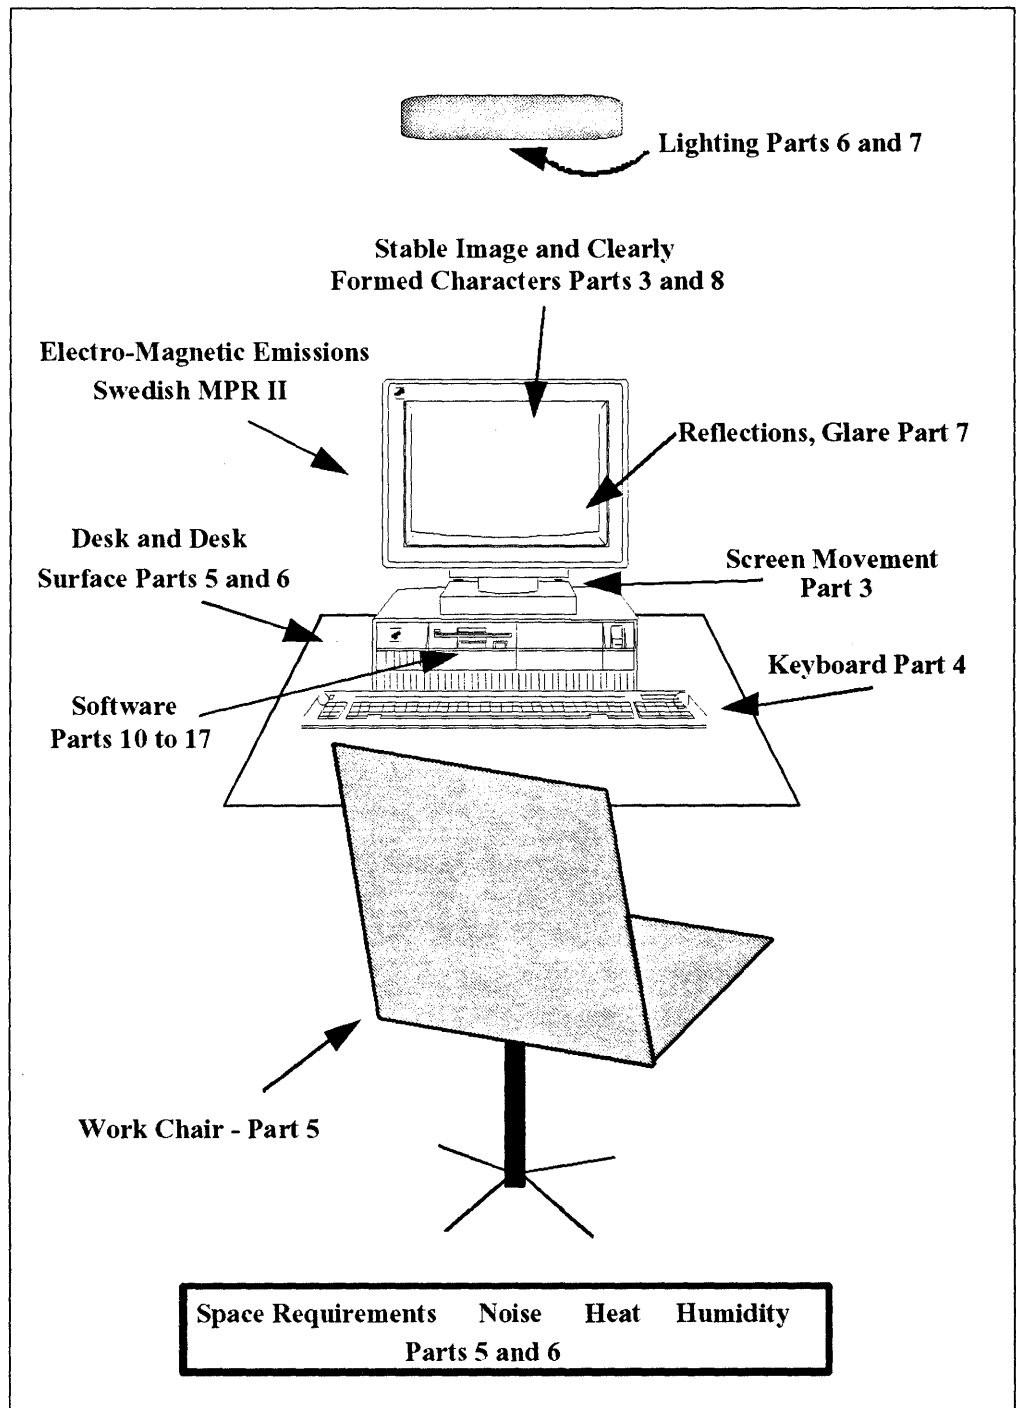 Lighting Parts 6 and 7
Stable Image and Clearly
Formed Characters Parts 3 and 8
Electro-Magnetic Emissions
Swedish MPR II
Reflections, Glare Part 7
Desk and Desk
Surface Parts 5 and 6
Screen Movement
Part 3
Keyboard Part 4
Software
Parts 10 to 17
Work Chair - Part 5
Space Requirements Noise Heat Humidity
Parts 5 and 6